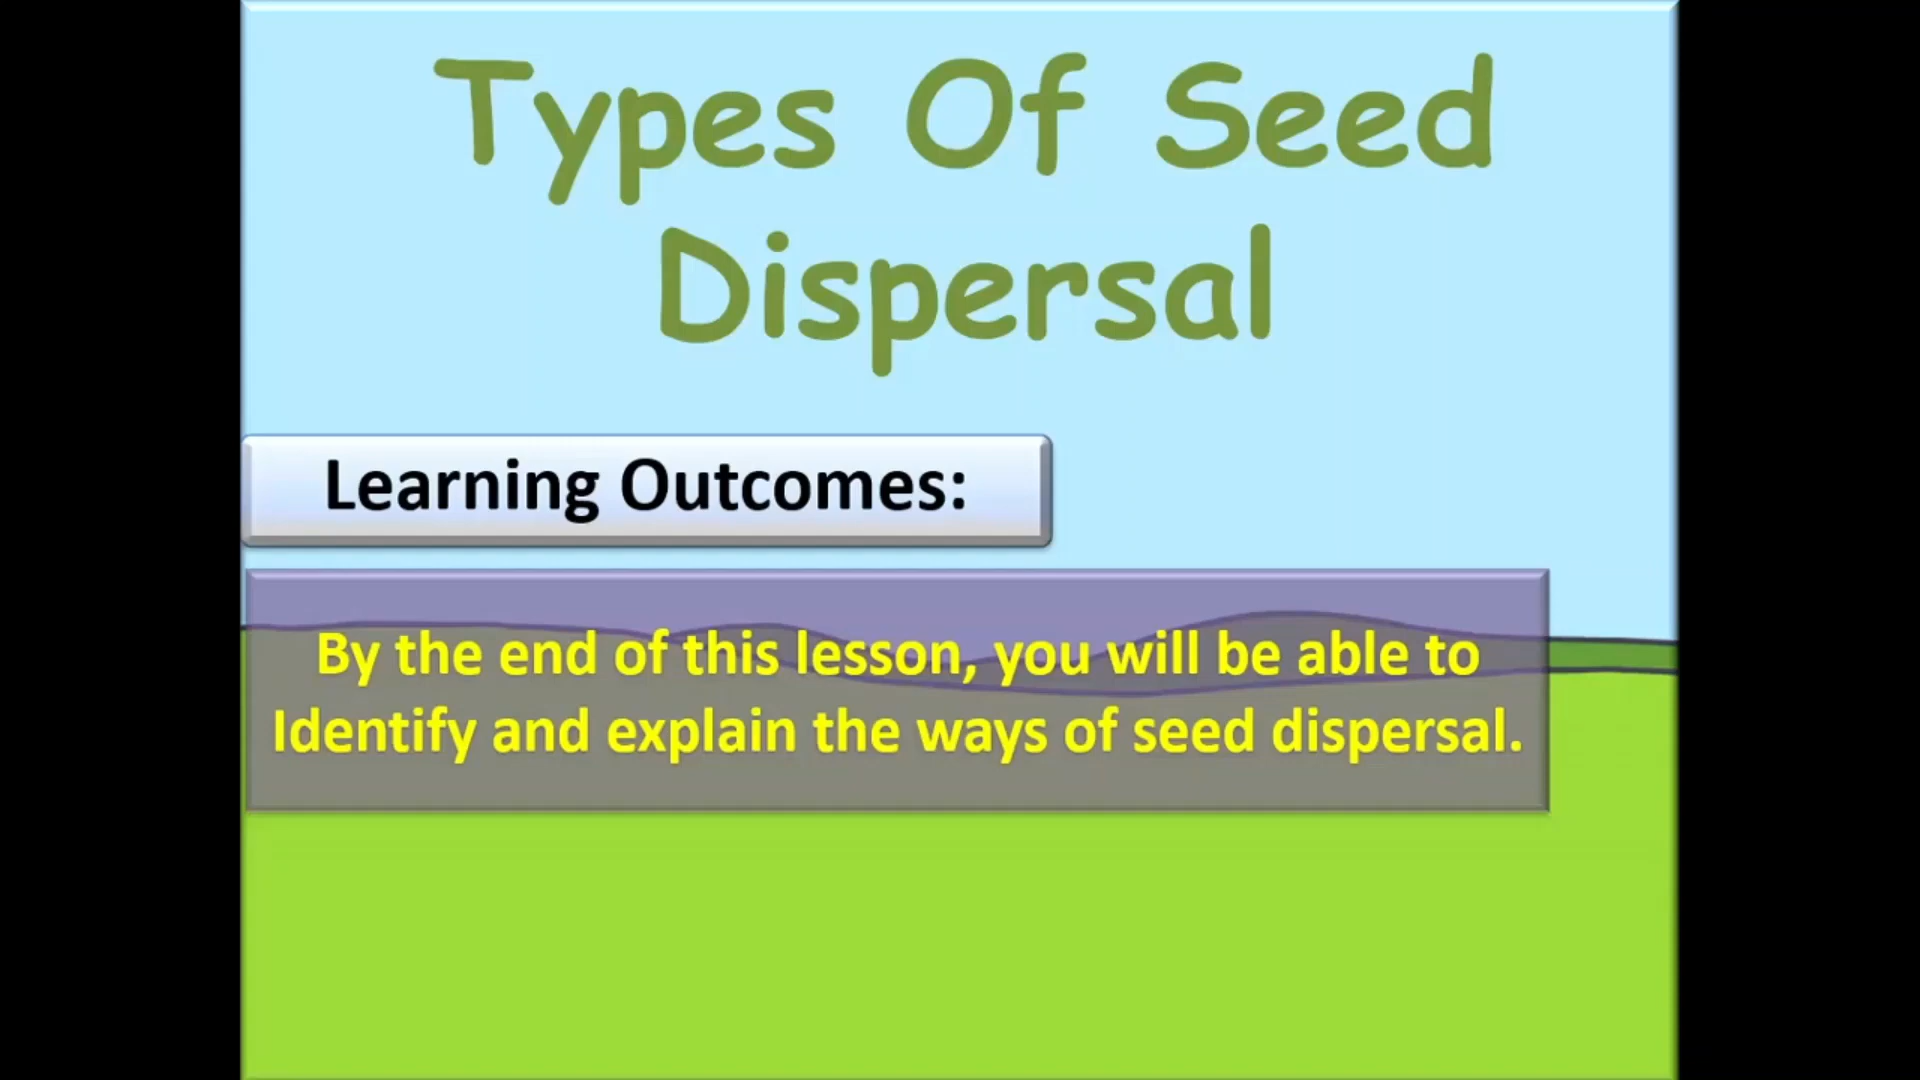 Types Of Seed
Dispersal
Learning Outcomes:
By the end of this lesson, you will be able to
Identify and explain the ways of seed dispersal.